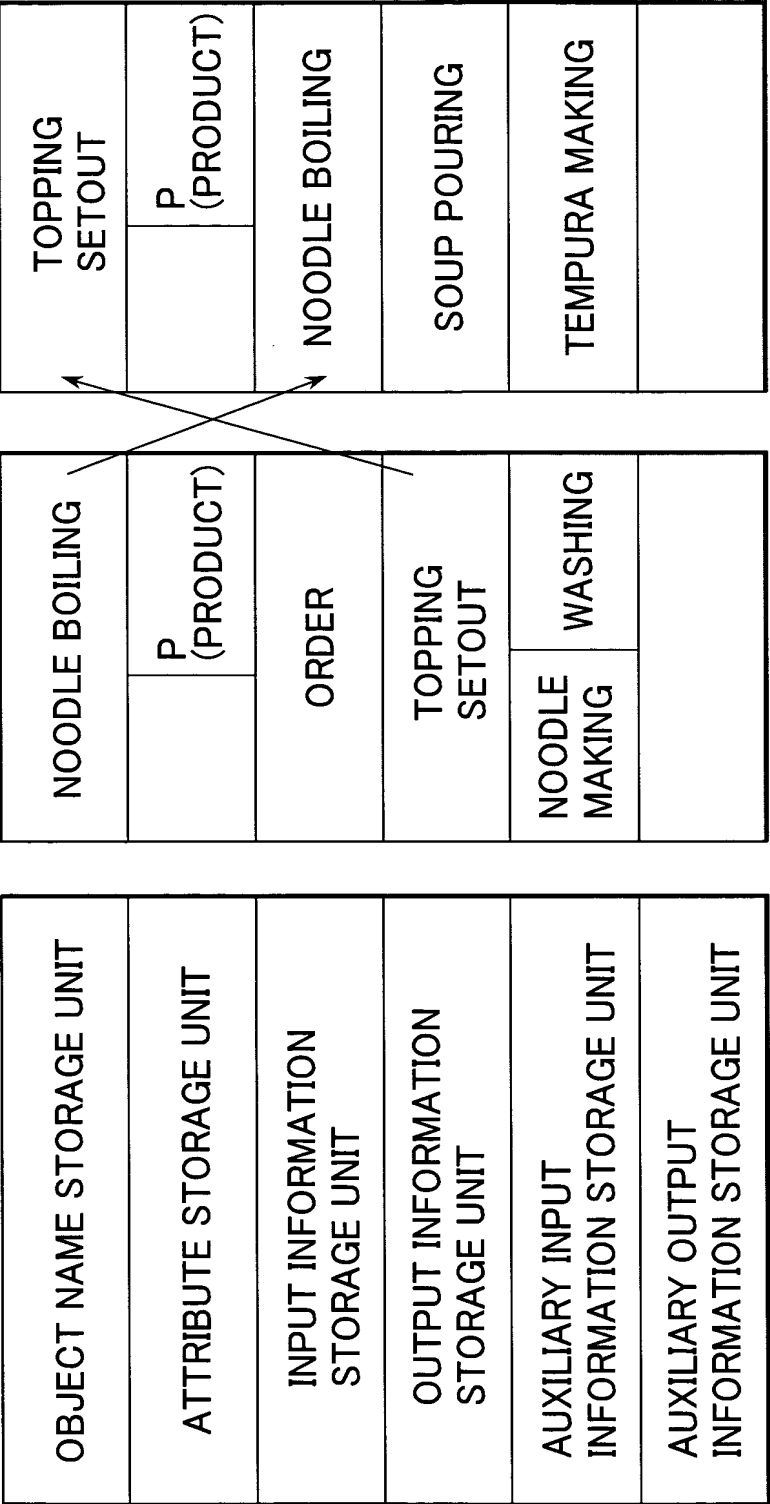 OBJECT NAME STORAGE UNIT
ATTRIBUTE STORAGE UNIT
INPUT INFORMATION
STORAGE UNIT
OUTPUT INFORMATION
STORAGE UNIT
AUXILIARY INPUT
INFORMATION STORAGE UNIT
AUXILIARY OUTPUT
INFORMATION STORAGE UNIT
NOODLE BOILING
P
(PRODUCT)
ORDER
TOPPING
SETOUT
NOODLE
MAKING
WASHING
TOPPING
SETOUT
P
(PRODUCT)
NOODLE BOILING
SOUP POURING
TEMPURA MAKING